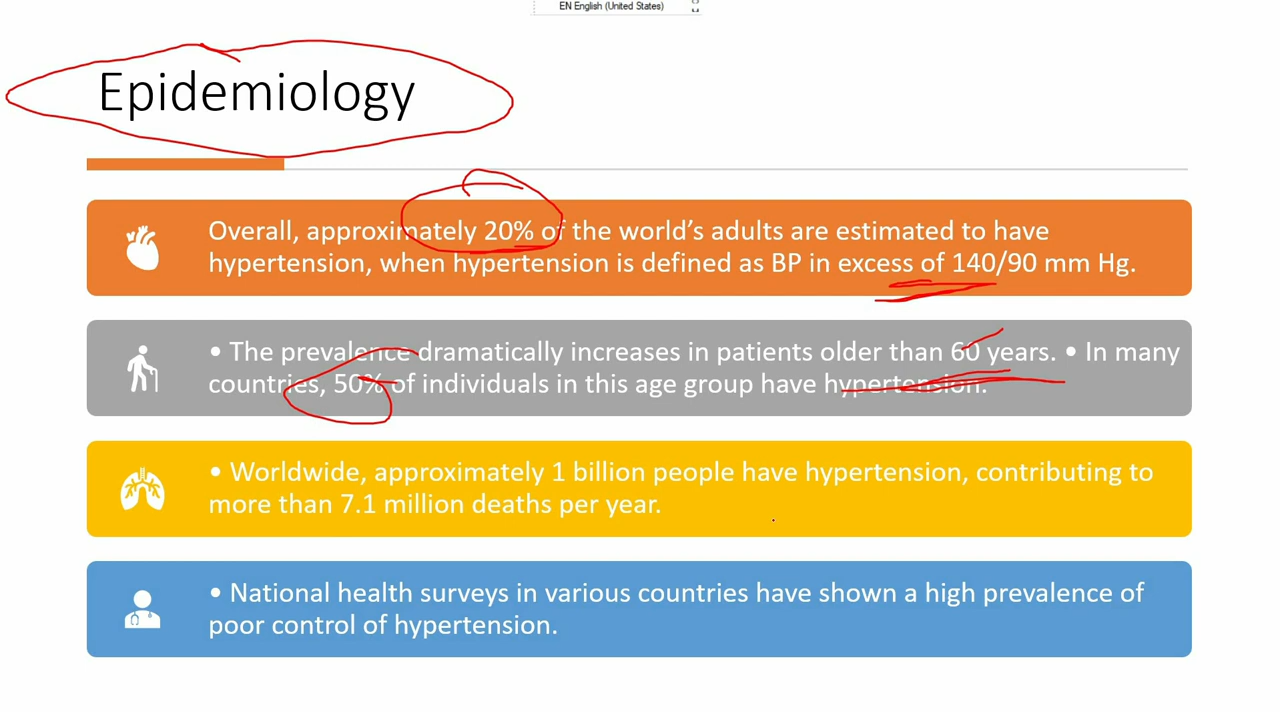 EN English (United States)
Epidemiology
Overall, approximately 20% of the world’s adults are estimated to have
hypertension, when hypertension is defined as BP in excess of 140/90 mm Hg.
• The prevalence dramatically increases in patients older than 60 years. • In many
countries, 50% of individuals in this age group have hypertension.
• Worldwide, approximately 1 billion people have hypertension, contributing to
more than 7.1 million deaths per year.
• National health surveys in various countries have shown a high prevalence of
poor control of hypertension.